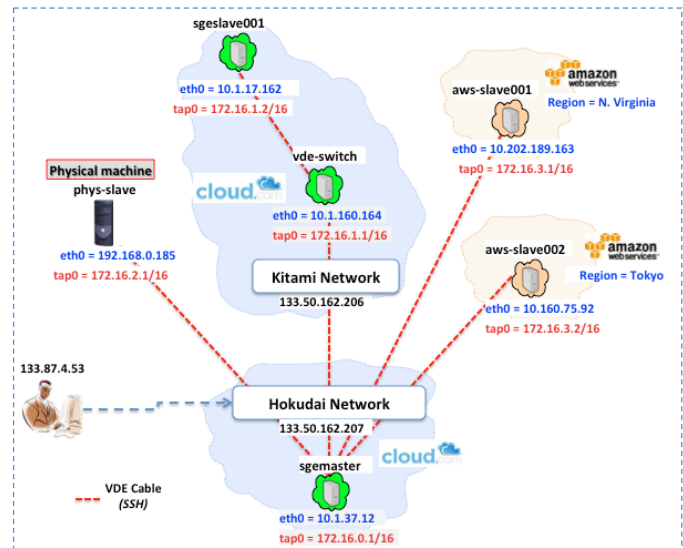 sgeslave001
eth0 = 10.1.17.162
tap0 = 172.16.1.2/16
vde-switch
cloud.com
eth0 = 10.1.160.164
tap0 = 172.16.1.1/16
Kitami Network
133.50.162.206
Physical machine
phys-slave
eth0 = 192.168.0.185
tap0 = 172.16.2.1/16
amazon
webservices™
Region = N. Virginia
aws-slave001
eth0 = 10.202.189.163
tap0 = 172.16.3.1/16
amazon
webservices™
Region = Tokyo
aws-slave002
eth0 = 10.160.75.92
tap0 = 172.16.3.2/16
133.87.4.53
Hokudai Network
133.50.162.207
cloud.com
sgemaster
eth0 = 10.1.37.12
tap0 = 172.16.0.1/16
VDE Cable
(SSH)